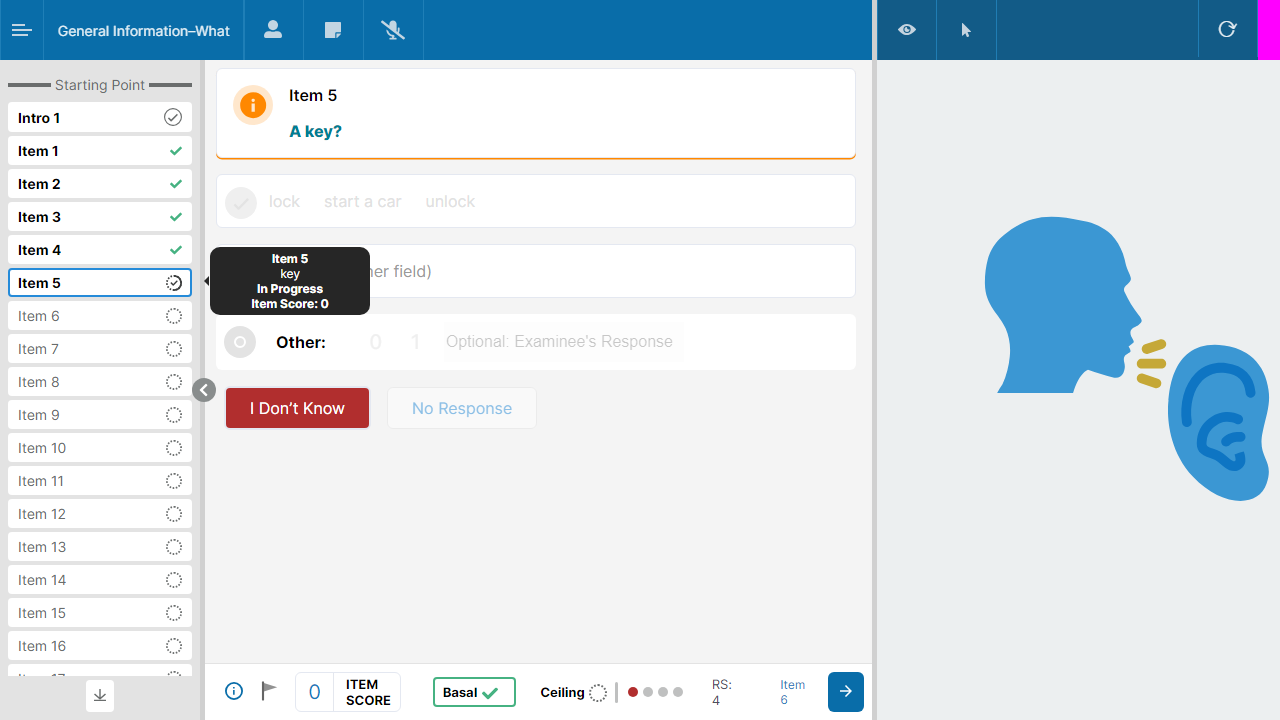 General Information–What
Starting Point
Intro 1
Item 1
Item 2
Item 3
Item 4
Item 5
Item 6
Item 7
Item 8
Item 9
Item 10
Item 11
Item 12
Item 13
Item 14
Item 15
Item 16
Item 5
A key?
lock start a car unlock
field)
Item 5
key
In Progress
Item Score: 0
Other: 0 1 Optional: Examinee's Response
I Don't Know No Response
0 ITEM SCORE
Basal
Ceiling
RS: 4
Item 6